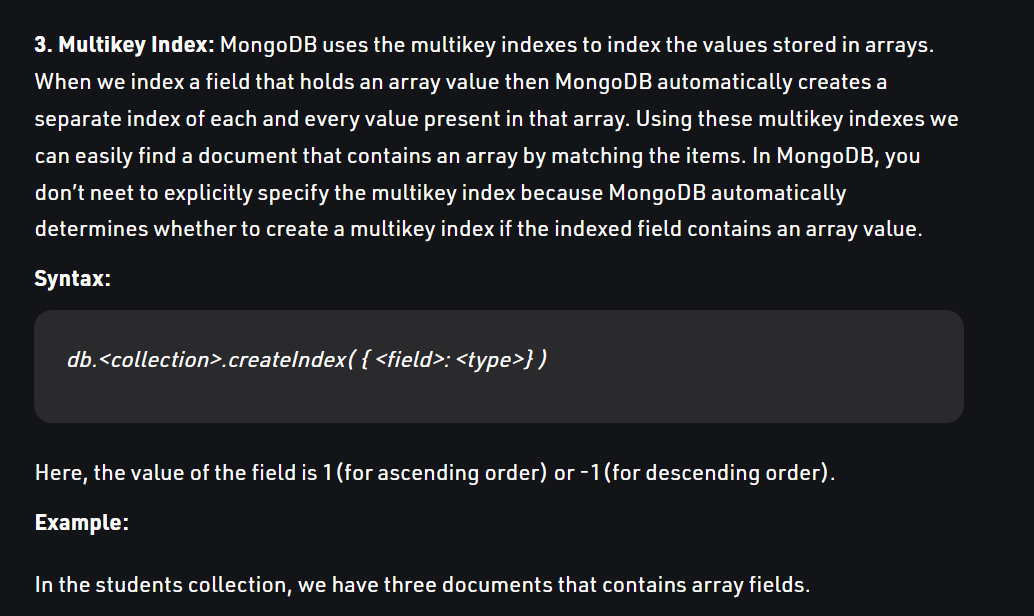 3. Multikey Index: MongoDB uses the multikey indexes to index the values stored in arrays.
When we index a field that holds an array value then MongoDB automatically creates a
separate index of each and every value present in that array. Using these multikey indexes we
can easily find a document that contains an array by matching the items. In MongoDB, you
don’t neet to explicitly specify the multikey index because MongoDB automatically
determines whether to create a multikey index if the indexed field contains an array value.
Syntax:
db.<collection>.createIndex( { <field>: <type>} )
Here, the value of the field is 1 (for ascending order) or -1 (for descending order).
Example:
In the students collection, we have three documents that contains array fields.